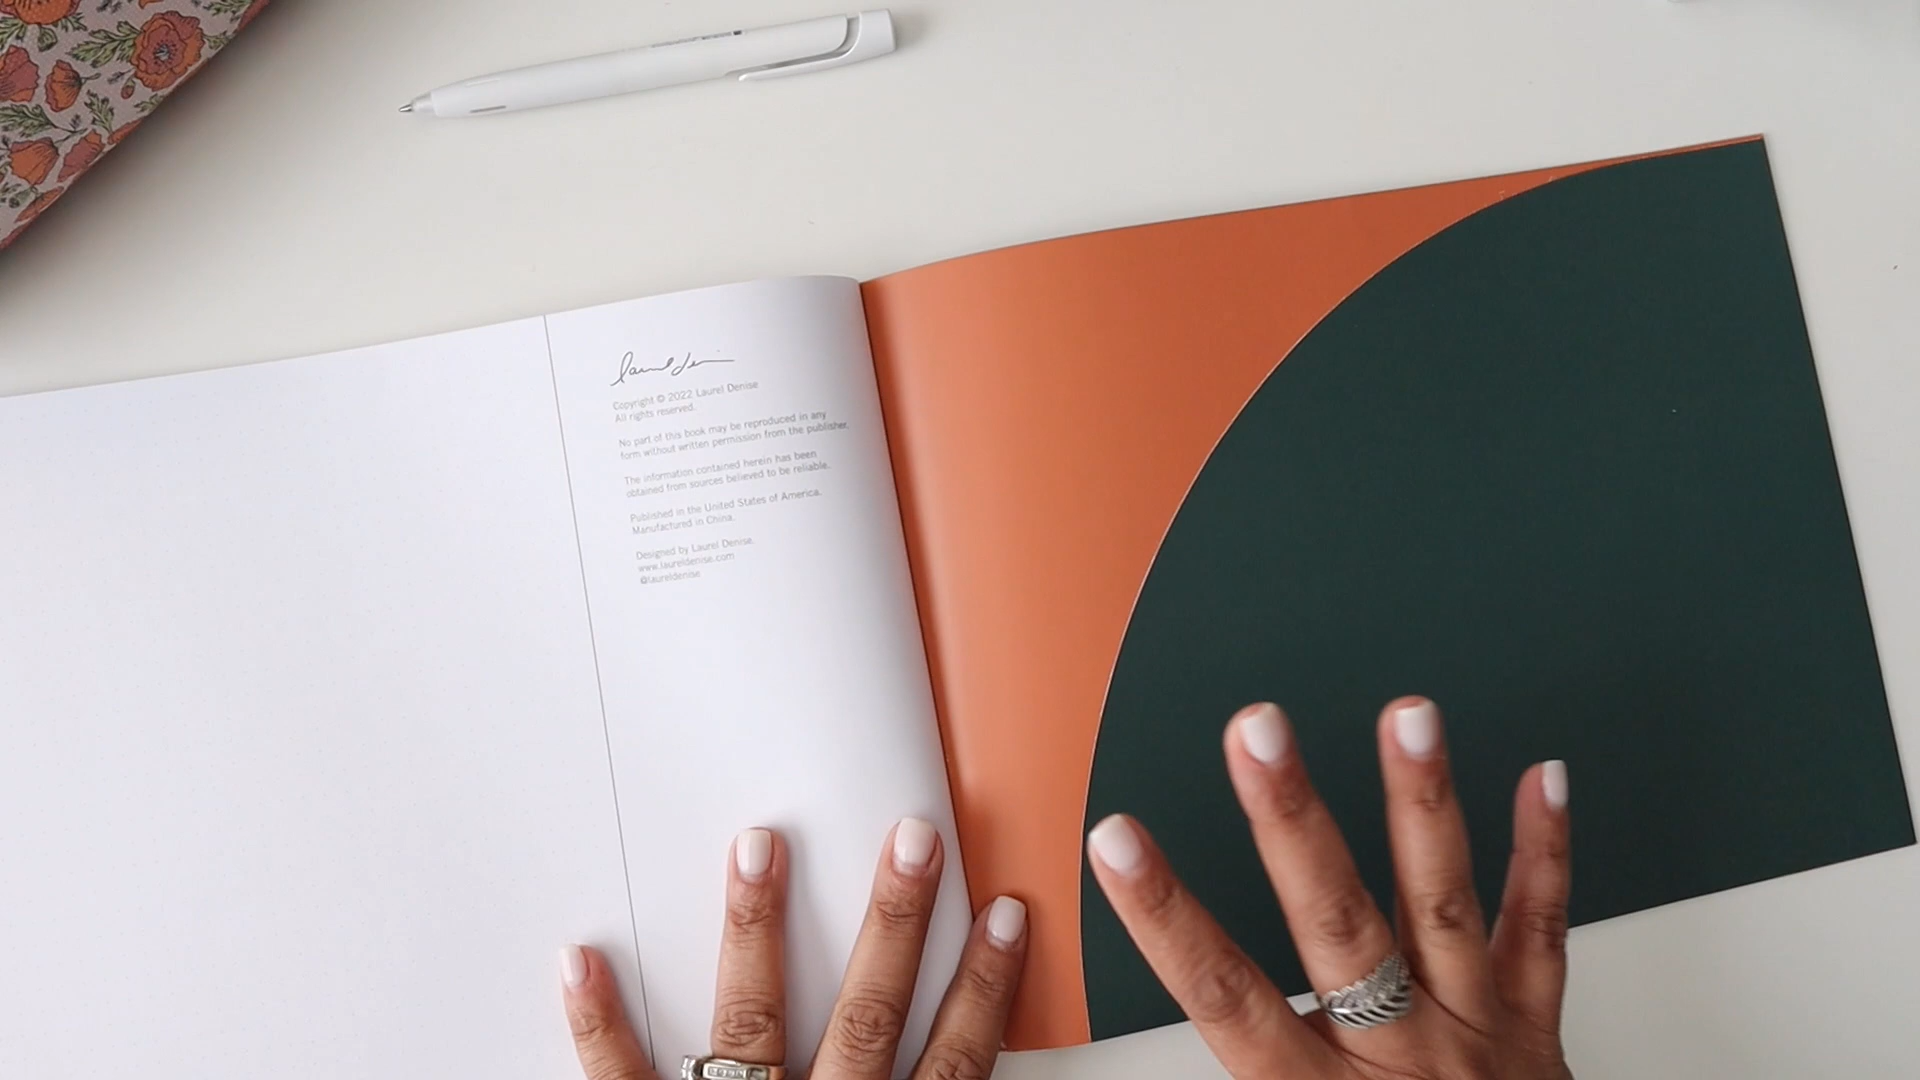 laurel den
Copyright © 2022 Laurel Denise
All rights reserved.
No part of this book may be reproduced in any
form without written permission from the publisher.
The information contained herein has been
obtained from sources believed to be reliable.
Published in the United States of America.
Manufactured in China.
Designed by Laurel Denise.
www.laureldenise.com
@laureldenise